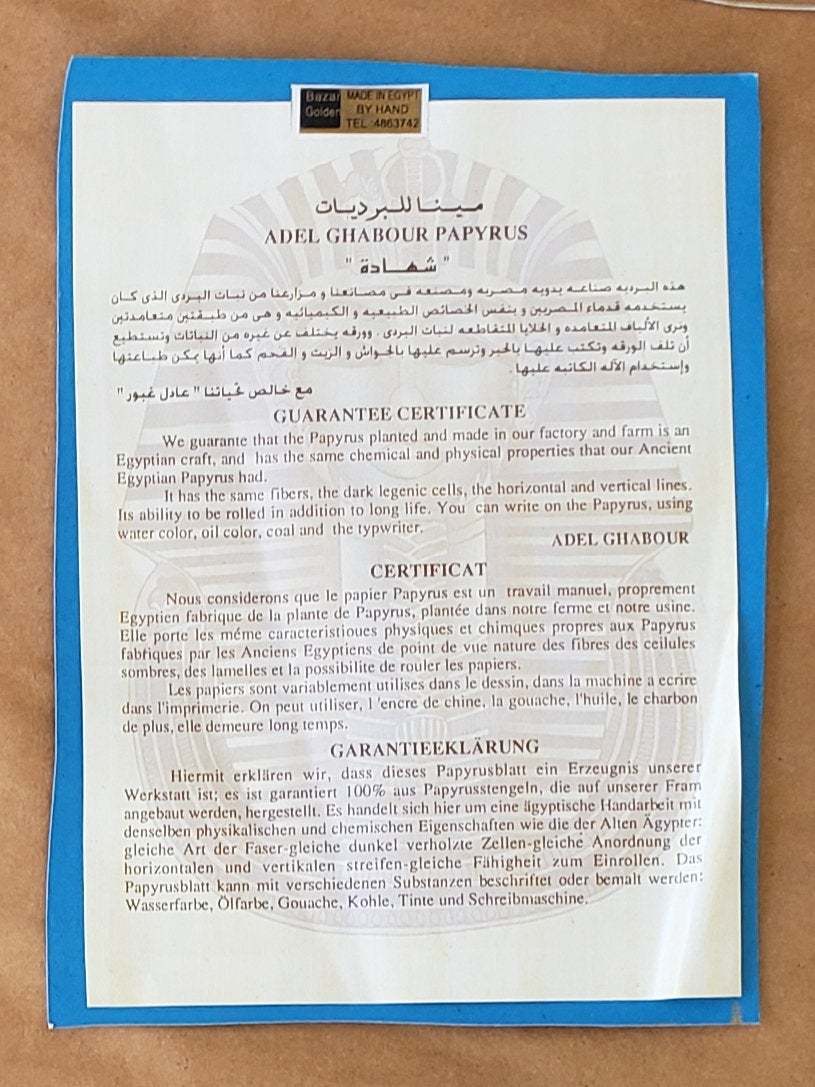 Bazar
Golden
MADE IN EGYPT
BY HAND
TEL :4863742
مينا للبرديات
ADEL GHABOUR PAPYRUS
" شهادة "
هذه البرديه صناعه يدويه مصريه ومصنعه فى مصانعنا و مزارعنا من نبات البردى الذى كان
يستخدمه قدماء المصريين و بنفس الخصائص الطبيعيه و الكيميائيه و هى من طبقتين متعامدتين
ونرى الألياف المتعامده و الخلايا المتقاطعه لنبات البردى . وورقه يختلف عن غيره من النباتات وتستطيع
أن تلف الورقه وتكتب عليها بالحبر وترسم عليها بالجواش و الزيت و الفحم كما أنها يمكن طباعتها
وإستخدام الأله الكاتبه عليها .
مع خالص تحياتنا " عادل غبور "
GUARANTEE CERTIFICATE
We guarante that the Papyrus planted and made in our factory and farm is an
Egyptian craft, and has the same chemical and physical properties that our Ancient
Egyptian Papyrus had.
It has the same fibers, the dark legenic cells, the horizontal and vertical lines.
Its ability to be rolled in addition to long life. You can write on the Papyrus, using
water color, oil color, coal and the typwriter.
ADEL GHABOUR
CERTIFICAT
Nous considerons que le papier Papyrus est un travail manuel, proprement
Egyptien fabrique de la plante de Papyrus, plantée dans notre ferme et notre usine.
Elle porte les méme caracteristioues physiques et chimques propres aux Papyrus
fabtiques par les Anciens Egyptiens de point de vue nature des fibres des ceilules
sombres, des lamelles et la possibilite de rouler les papiers.
Les papiers sont variablement utilises dans le dessin, dans la machine a ecrire
dans l'imprimerie. On peut utiliser, l 'encre de chine, la gouache, l'huile, le charbon
de plus, elle demeure long temps.
GARANTIEEKLÄRUNG
Hiermit erklären wir, dass dieses Papyrusblatt ein Erzeugnis unserer
Werkstatt ist; es ist garantiert 100% aus Papyrusstengeln, die auf unserer Fram
angebaut werden, hergestellt. Es handelt sich hier um eine ägyptische Handarbeit mit
denselben physikalischen und chemischen Eigenschaften wie die der Alten Ägypter:
gleiche Art der Faser-gleiche dunkel verholzte Zellen-gleiche Anordnung der
horizontalen und vertikalen streifen-gleiche Fähigheit zum Einrollen. Das
Papyrusblatt kann mit verschiedenen Substanzen beschriftet oder bemalt werden:
Wasserfarbe, Ölfarbe, Gouache, Kohle, Tinte und Schreibmaschine.